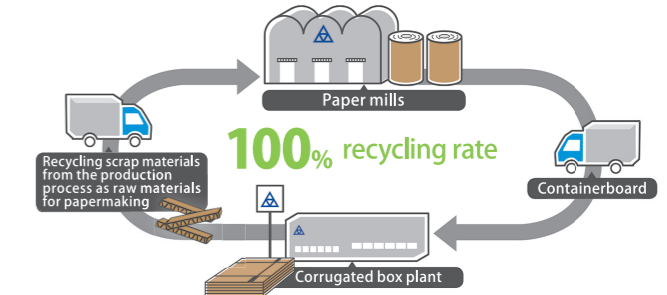 Paper mills
100% recycling rate
Recycling scrap materials
from the production
process as raw materials
for papermaking
Containerboard
Corrugated box plant